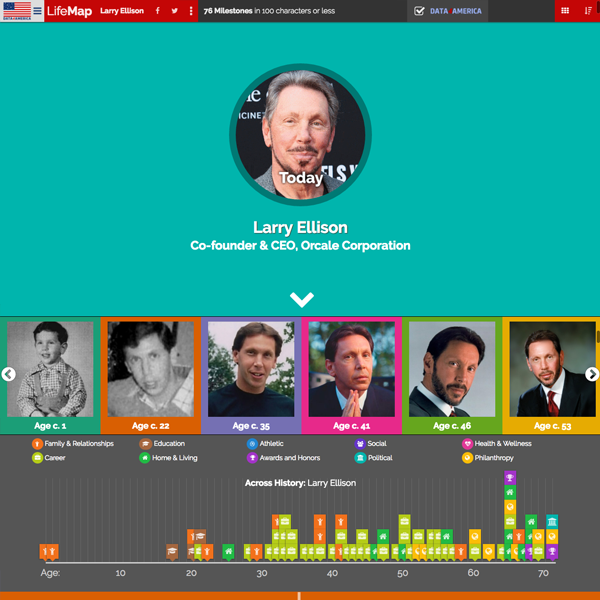 DATA4AMERICA
LifeMap
Larry Ellison
76 Milestones in 100 characters or less
DATA4AMERICA
Today
Larry Ellison
Co-founder & CEO, Orcale Corporation
Age c. 1
Age c. 22
Age c. 35
Age c. 41
Age c. 46
Age c. 53
Family & Relationships
Education
Athletic
Social
Health & Wellness
Career
Home & Living
Awards and Honors
Political
Philanthropy
Across History: Larry Ellison
Age: 10 20 30 40 50 60 70